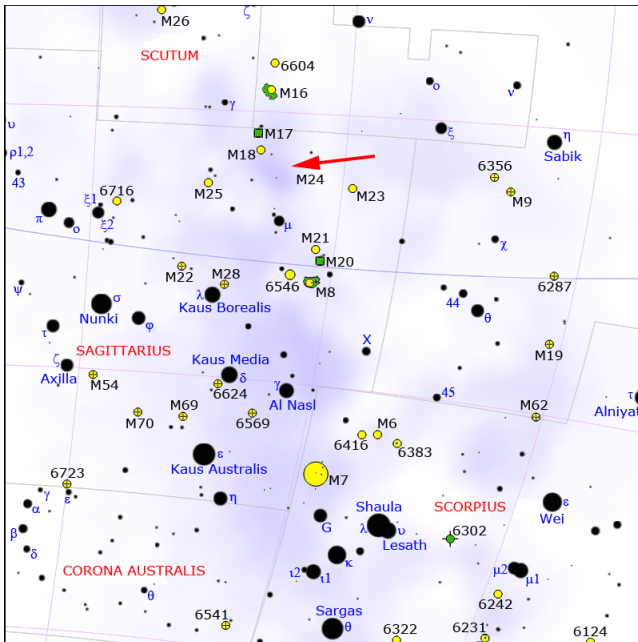 M26
ζ
ν
SCUTUM
6604
M16
ο
ν
γ
υ
M17
ξ
η
Sabik
ρ1,2
M18
43
M24
6356
M9
M25
M23
6716
ξ1
π
ο
ξ2
μ
M21
χ
M20
M22
M28
6546
M8
6287
ψ
σ
λ
44
Nunki
Kaus Borealis
θ
φ
τ
SAGITTARIUS
X
M19
ζ
Kaus Media
Axilla
δ
M54
6624
γ
Al Nasl
45
τ
M62
Alniyat
M70
M69
6569
M6
6416
6383
Kaus Australis
ε
6723
M7
γ
ε
α
η
Shaula
SCORPIUS
ε
G
λ
υ
6302
Wei
β
Lesath
δ
κ
CORONA AUSTRALIS
ι2
ι1
μ2
μ1
θ
6242
6541
Sargas
θ
6322
6231
6124